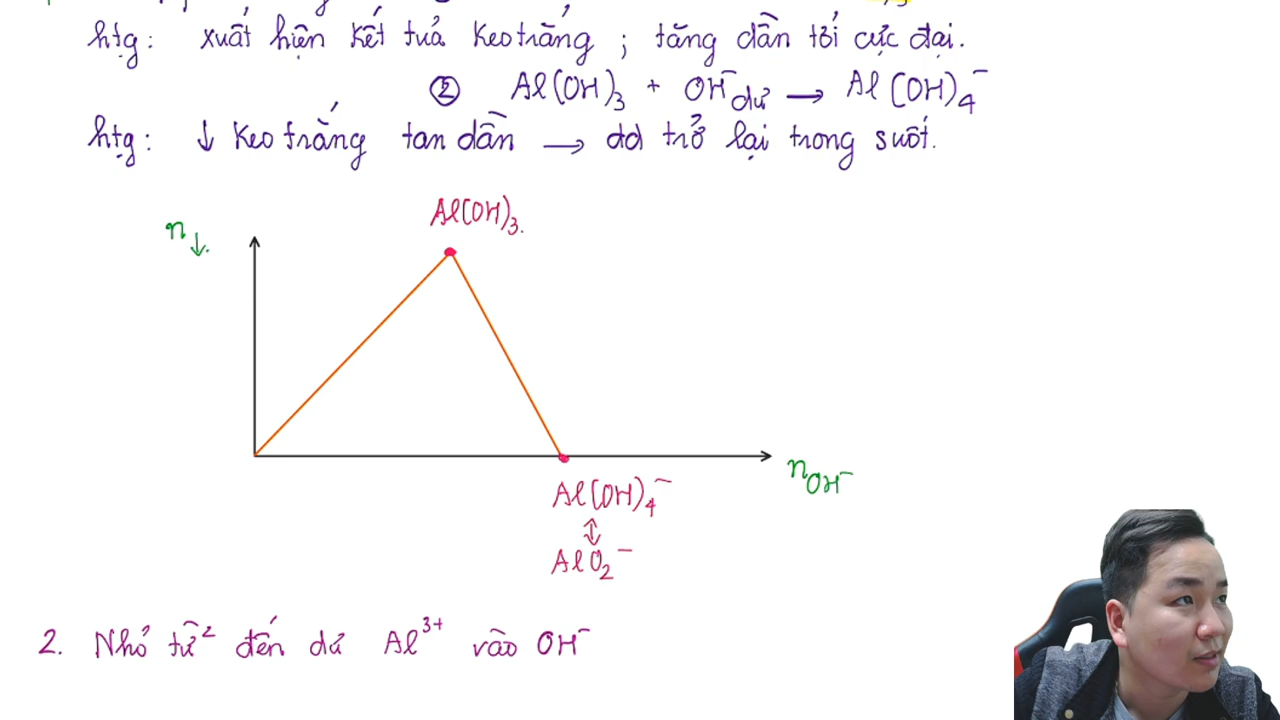 htg: xuất hiện kết tủa keo trắng ; tăng dần tới cực đại.
② Al(OH)₃ + OH⁻dư → Al(OH)₄⁻
htg: ↓ keo trắng tan dần → dd trở lại trong suốt.
Al(OH)₃.
n↓.
nOH⁻
Al(OH)₄⁻
↕
AlO₂⁻
2. Nhỏ từ² đến dư Al³⁺ vào OH⁻